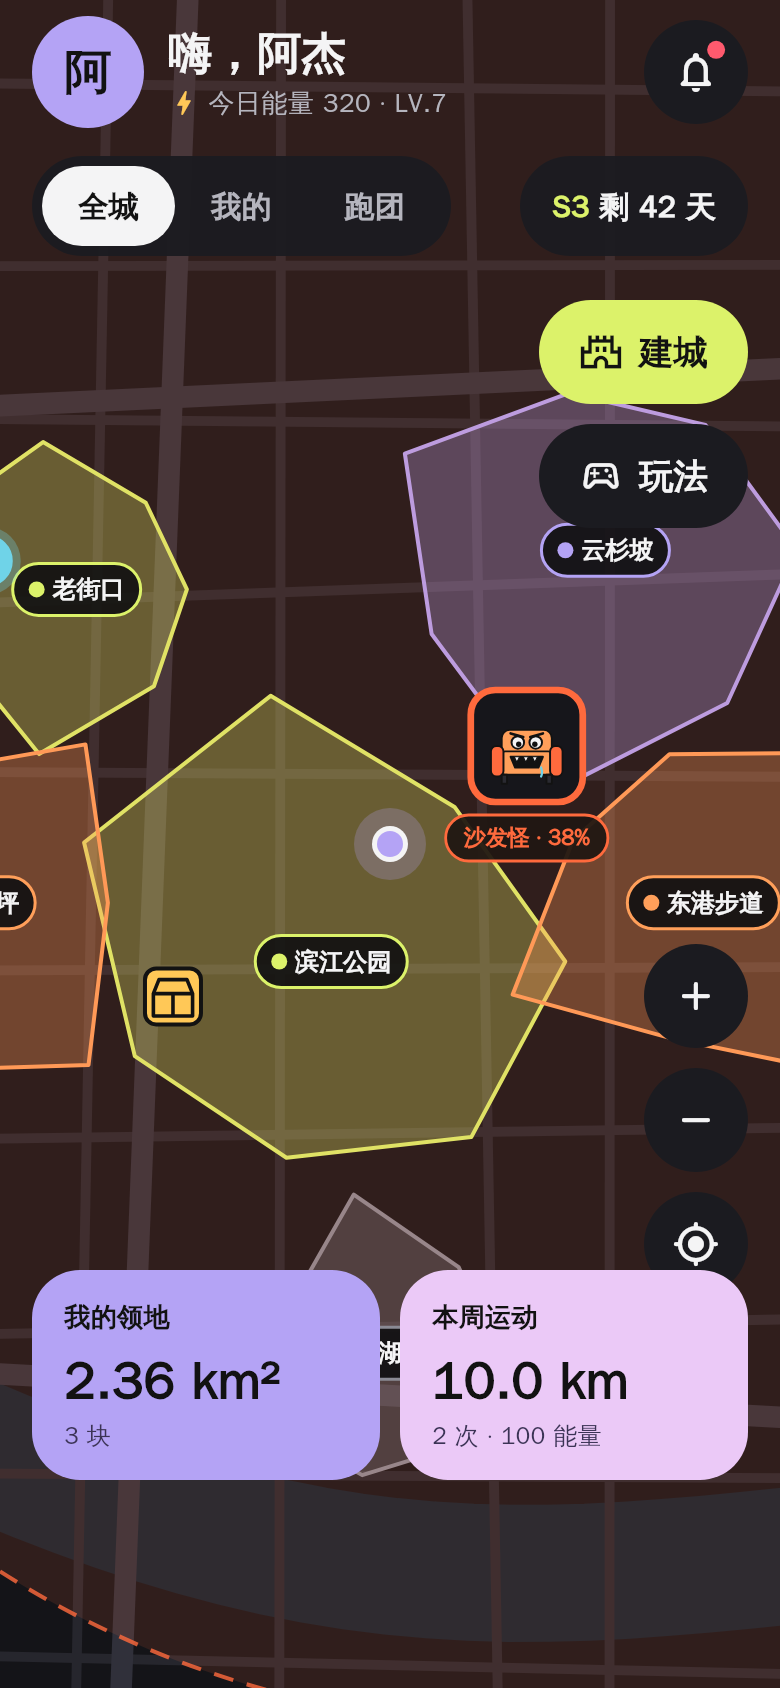 阿
嗨，阿杰
今日能量 320 · LV.7
全城
我的
跑团
S3 剩 42 天
建城
玩法
云杉坡
老街口
沙发怪 · 38%
坪
东港步道
滨江公园
我的领地
2.36 km²
3 块
湖
本周运动
10.0 km
2 次 · 100 能量